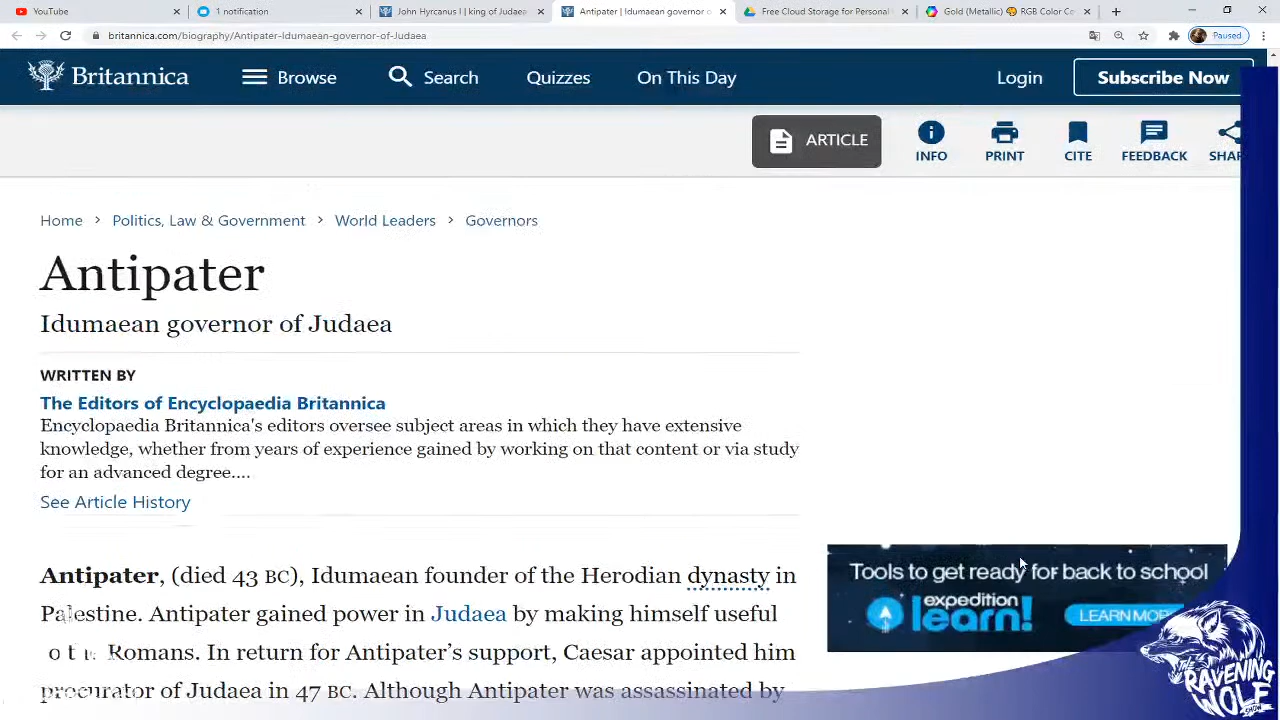 YouTube
1 notification
John Hyrcanus I | king of Judaea
Antipater | Idumaean governor o
Free Cloud Storage for Personal
Gold (Metallic) RGB Color Co
britannica.com/biography/Antipater-Idumaean-governor-of-Judaea
Paused
Britannica
Browse
Search
Quizzes
On This Day
Login
Subscribe Now
ARTICLE
INFO
PRINT
CITE
FEEDBACK
SHAR
Home > Politics, Law & Government > World Leaders > Governors
Antipater
Idumaean governor of Judaea
WRITTEN BY
The Editors of Encyclopaedia Britannica
Encyclopaedia Britannica's editors oversee subject areas in which they have extensive
knowledge, whether from years of experience gained by working on that content or via study
for an advanced degree....
See Article History
Antipater, (died 43 BC), Idumaean founder of the Herodian dynasty in
Palestine. Antipater gained power in Judaea by making himself useful
Romans. In return for Antipater's support, Caesar appointed him
procurator of Judaea in 47 BC. Although Antipater was assassinated by
Tools to get ready for back to school
expedition
learn!
LEARN MORE
THE
RAVENING
WOLF